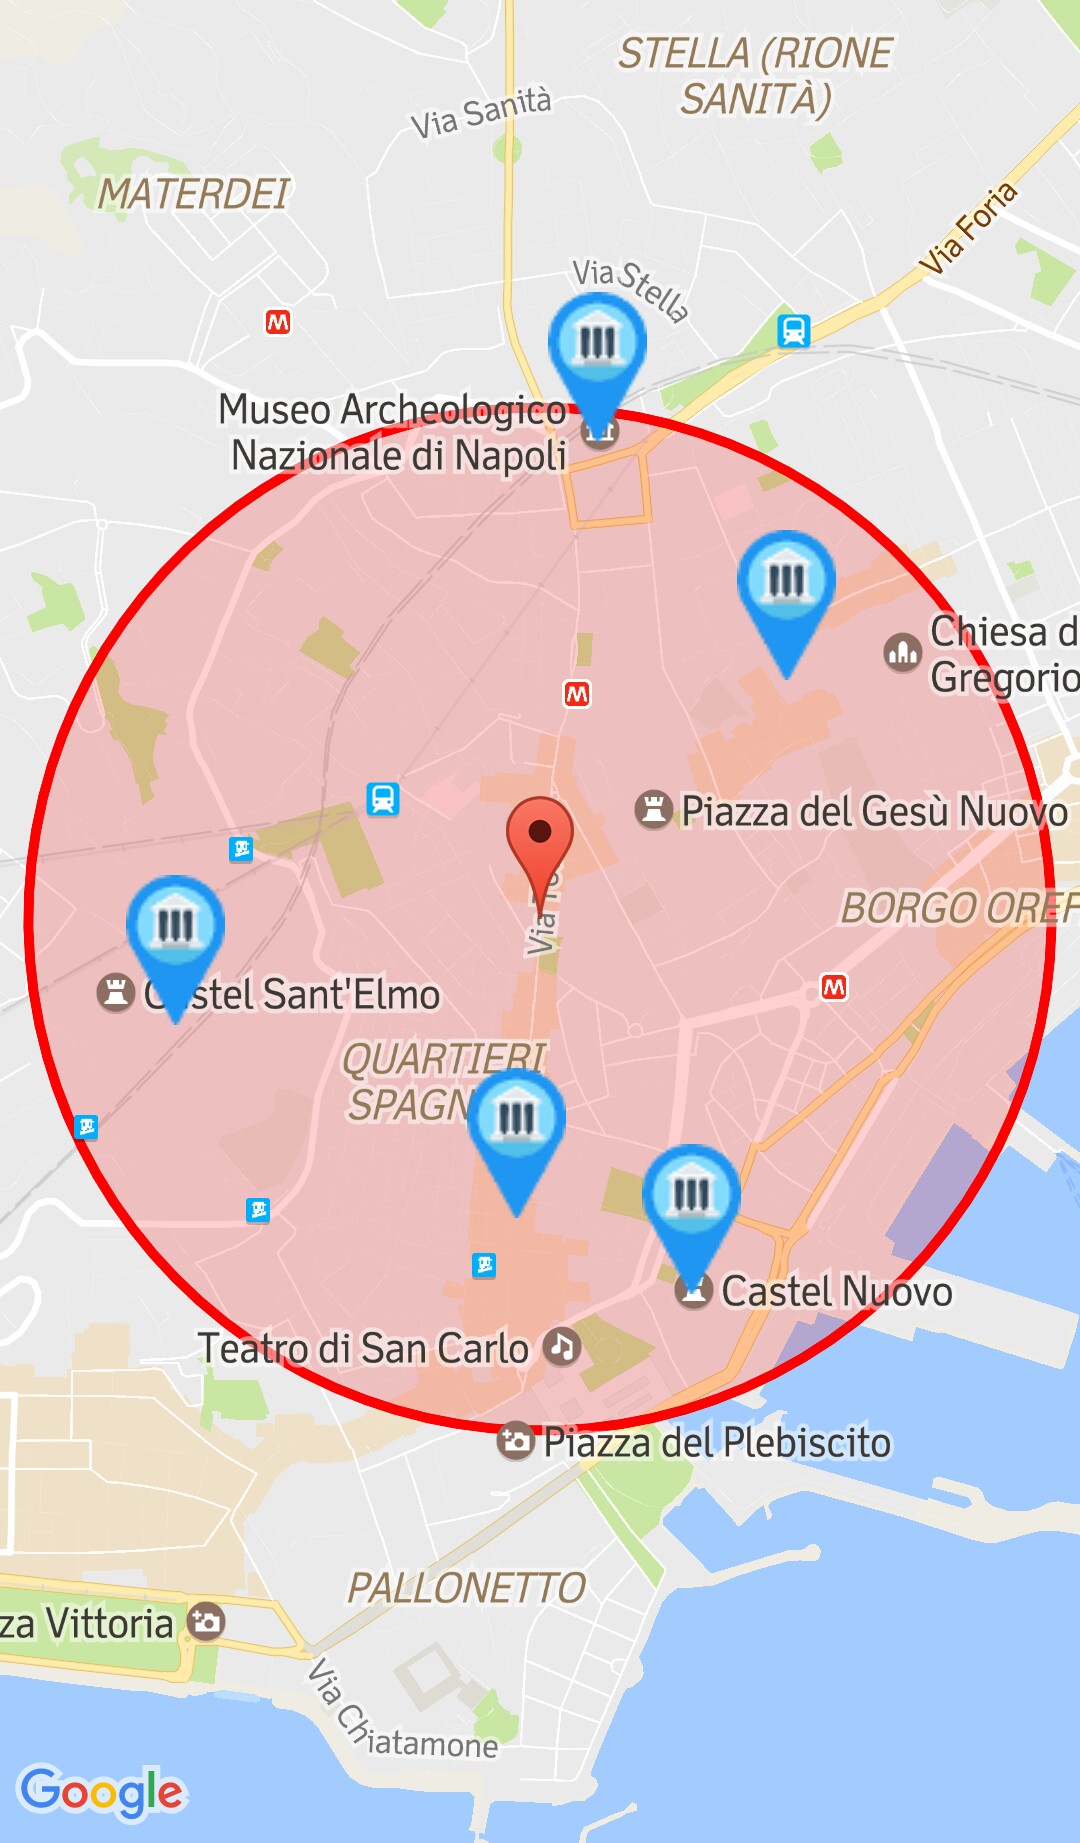 STELLA (RIONE
SANITÀ)
Via Sanità
MATERDEI
Via Foria
Via Stella
Museo Archeologico
Nazionale di Napoli
Chiesa d
Gregorio
Piazza del Gesù Nuovo
Via
BORGO OREF
Castel Sant'Elmo
QUARTIERI
SPAGN
Castel Nuovo
Teatro di San Carlo
Piazza del Plebiscito
PALLONETTO
za Vittoria
Via Chiatamone
Google